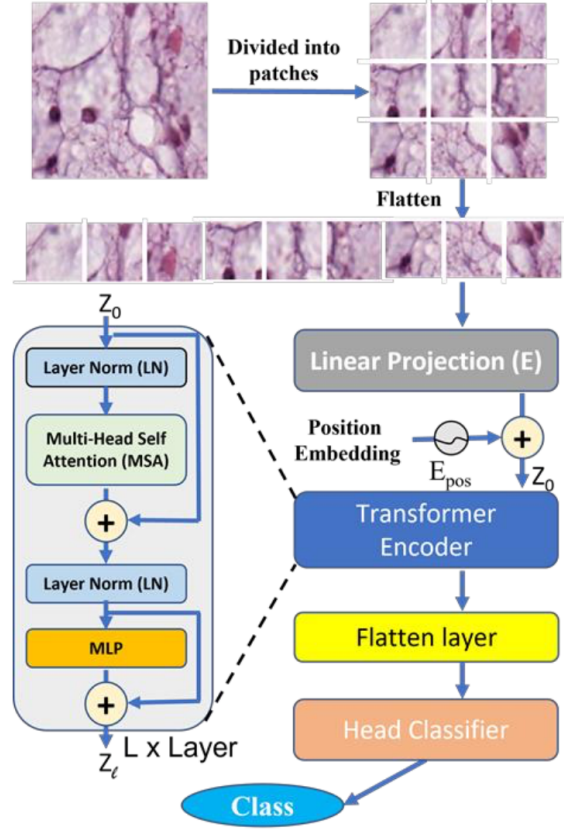 Divided into
patches
Flatten
Z0
Layer Norm (LN)
Multi-Head Self
Attention (MSA)
+
Layer Norm (LN)
MLP
+
Zℓ
L x Layer
Linear Projection (E)
Position
Embedding
Epos
+
Z0
Transformer
Encoder
Flatten layer
Head Classifier
Class